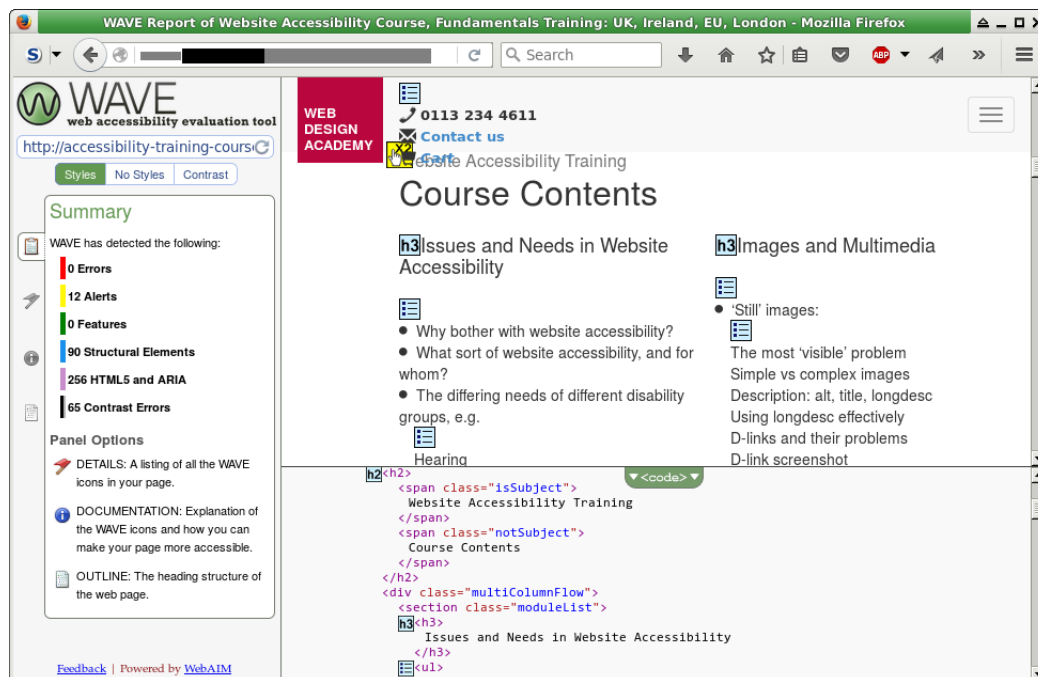 WAVE Report of Website Accessibility Course, Fundamentals Training: UK, Ireland, EU, London - Mozilla Firefox
S
Search
ABP
WAVE
web accessibility evaluation tool
http://accessibility-training-cours
Styles No Styles Contrast
Summary
WAVE has detected the following:
0 Errors
12 Alerts
0 Features
90 Structural Elements
256 HTML5 and ARIA
65 Contrast Errors
Panel Options
DETAILS: A listing of all the WAVE
icons in your page.
DOCUMENTATION: Explanation of
the WAVE icons and how you can
make your page more accessible.
OUTLINE: The heading structure of
the web page.
Feedback | Powered by WebAIM
WEB
DESIGN
ACADEMY
0113 234 4611
Contact us
X2
Cart
Website Accessibility Training
Course Contents
h3 Issues and Needs in Website
Accessibility
• Why bother with website accessibility?
• What sort of website accessibility, and for
whom?
• The differing needs of different disability
groups, e.g.
Hearing
h3 Images and Multimedia
• ‘Still’ images:
The most ‘visible’ problem
Simple vs complex images
Description: alt, title, longdesc
Using longdesc effectively
D-links and their problems
D-link screenshot
▼<code>▼
h2 <h2>
<span class="isSubject">
Website Accessibility Training
</span>
<span class="notSubject">
Course Contents
</span>
</h2>
<div class="multiColumnFlow">
<section class="moduleList">
h3 <h3>
Issues and Needs in Website Accessibility
</h3>
<ul>